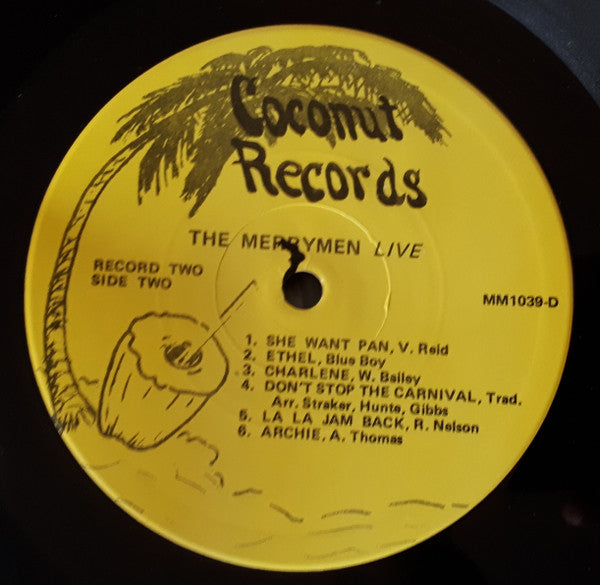 Coconut
Records
THE MERRYMEN LIVE
RECORD TWO
SIDE TWO
MM1039-D
1. SHE WANT PAN, V. Reid
2. ETHEL, Blue Boy
3. CHARLENE, W. Bailey
4. DON'T STOP THE CARNIVAL, Trad.
Arr. Straker, Hunte, Gibbs
5. LA LA JAM BACK, R. Nelson
6. ARCHIE, A. Thomas